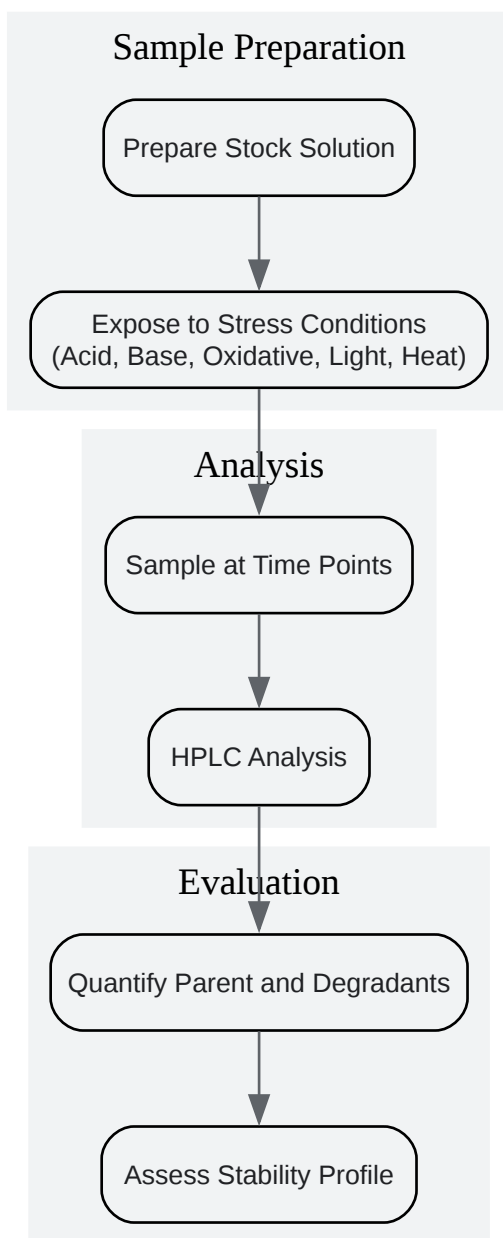 Sample Preparation
Prepare Stock Solution
Expose to Stress Conditions
(Acid, Base, Oxidative, Light, Heat)
Analysis
Sample at Time Points
HPLC Analysis
Evaluation
Quantify Parent and Degradants
Assess Stability Profile